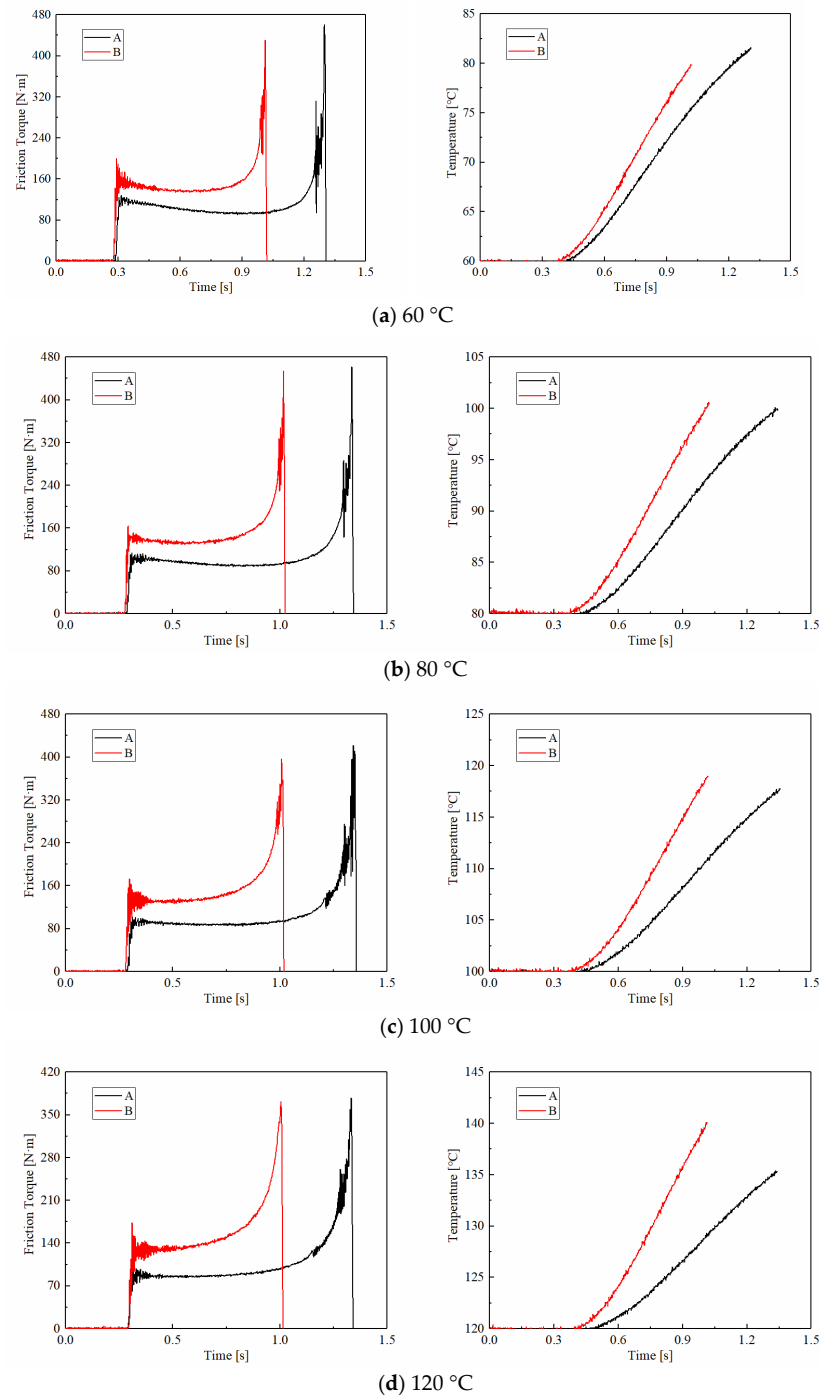 480
400
320
240
160
80
0
Friction Torque [N·m]
A
B
0.0 0.3 0.6 0.9 1.2 1.5
Time [s]
85
80
75
70
65
60
Temperature [°C]
A
B
0.0 0.3 0.6 0.9 1.2 1.5
Time [s]
(a) 60 °C
480
400
320
240
160
80
0
Friction Torque [N·m]
A
B
0.0 0.5 1.0 1.5
Time [s]
105
100
95
90
85
80
Temperature [°C]
A
B
0.0 0.3 0.6 0.9 1.2 1.5
Time [s]
(b) 80 °C
480
400
320
240
160
80
0
Friction Torque [N·m]
A
B
0.0 0.5 1.0 1.5
Time [s]
125
120
115
110
105
100
Temperature [°C]
A
B
0.0 0.3 0.6 0.9 1.2 1.5
Time [s]
(c) 100 °C
420
350
280
210
140
70
0
Friction Torque [N·m]
A
B
0.0 0.5 1.0 1.5
Time [s]
145
140
135
130
125
120
Temperature [°C]
A
B
0.0 0.3 0.6 0.9 1.2 1.5
Time [s]
(d) 120 °C